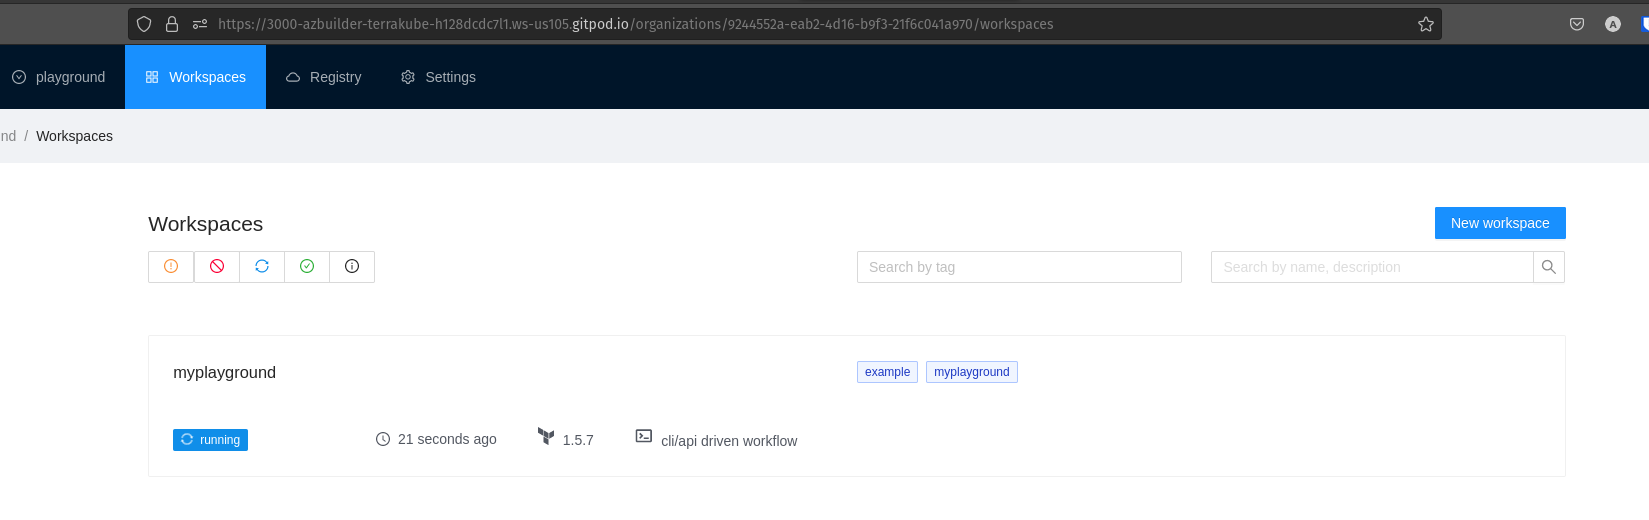 https://3000-azbuilder-terrakube-h128dcdc7l1.ws-us105.gitpod.io/organizations/9244552a-eab2-4d16-b9f3-21f6c041a970/workspaces
A
playground Workspaces Registry Settings
nd / Workspaces
Workspaces
New workspace
Search by tag Search by name, description
myplayground example myplayground
running 21 seconds ago 1.5.7 cli/api driven workflow